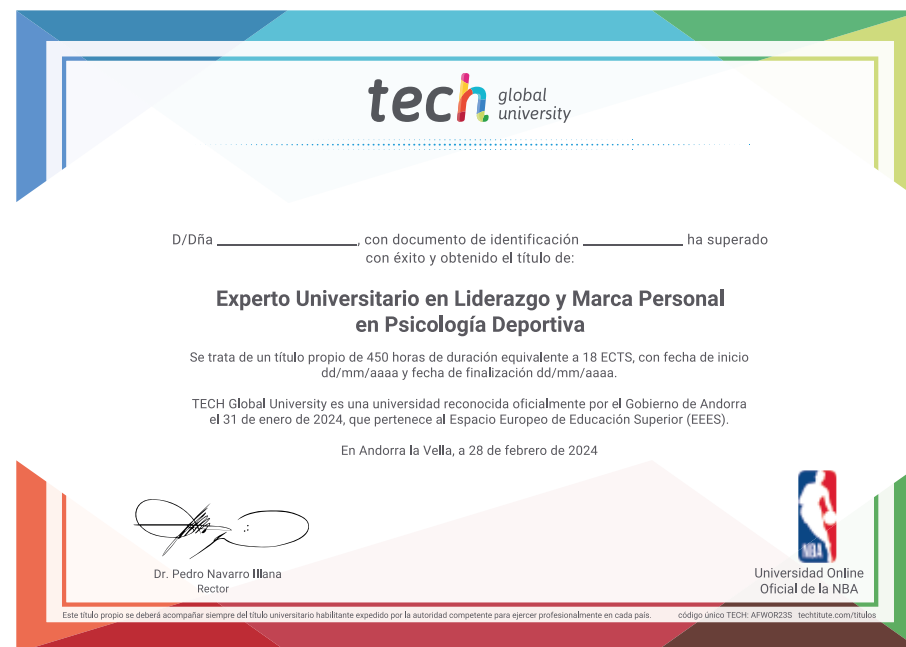 tech global
university
D/Dña ____________________, con documento de identificación ______________ ha superado
con éxito y obtenido el título de:
Experto Universitario en Liderazgo y Marca Personal
en Psicología Deportiva
Se trata de un título propio de 450 horas de duración equivalente a 18 ECTS, con fecha de inicio
dd/mm/aaaa y fecha de finalización dd/mm/aaaa.
TECH Global University es una universidad reconocida oficialmente por el Gobierno de Andorra
el 31 de enero de 2024, que pertenece al Espacio Europeo de Educación Superior (EEES).
En Andorra la Vella, a 28 de febrero de 2024
Dr. Pedro Navarro Illana
Rector
NBA
Universidad Online
Oficial de la NBA
Este título propio se deberá acompañar siempre del título universitario habilitante expedido por la autoridad competente para ejercer profesionalmente en cada país.
código único TECH: AFWOR23S techtitute.com/titulos